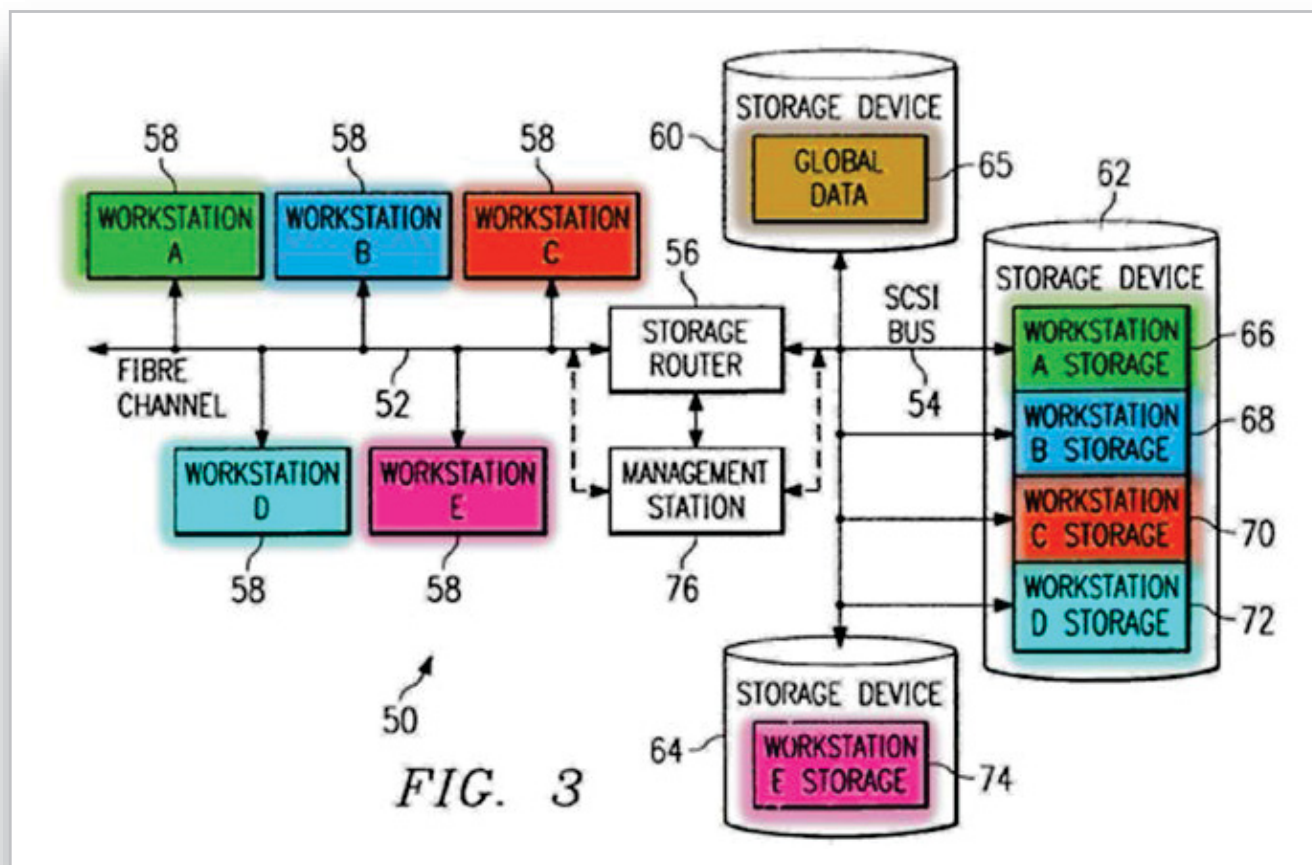 58
58
58
WORKSTATION
A
WORKSTATION
B
WORKSTATION
C
FIBRE
CHANNEL
52
WORKSTATION
D
WORKSTATION
E
58
58
56
STORAGE
ROUTER
MANAGEMENT
STATION
76
60
STORAGE DEVICE
GLOBAL
DATA
65
SCSI
BUS
54
62
STORAGE DEVICE
WORKSTATION
A STORAGE
66
WORKSTATION
B STORAGE
68
WORKSTATION
C STORAGE
70
WORKSTATION
D STORAGE
72
STORAGE DEVICE
64
WORKSTATION
E STORAGE
74
50
FIG. 3